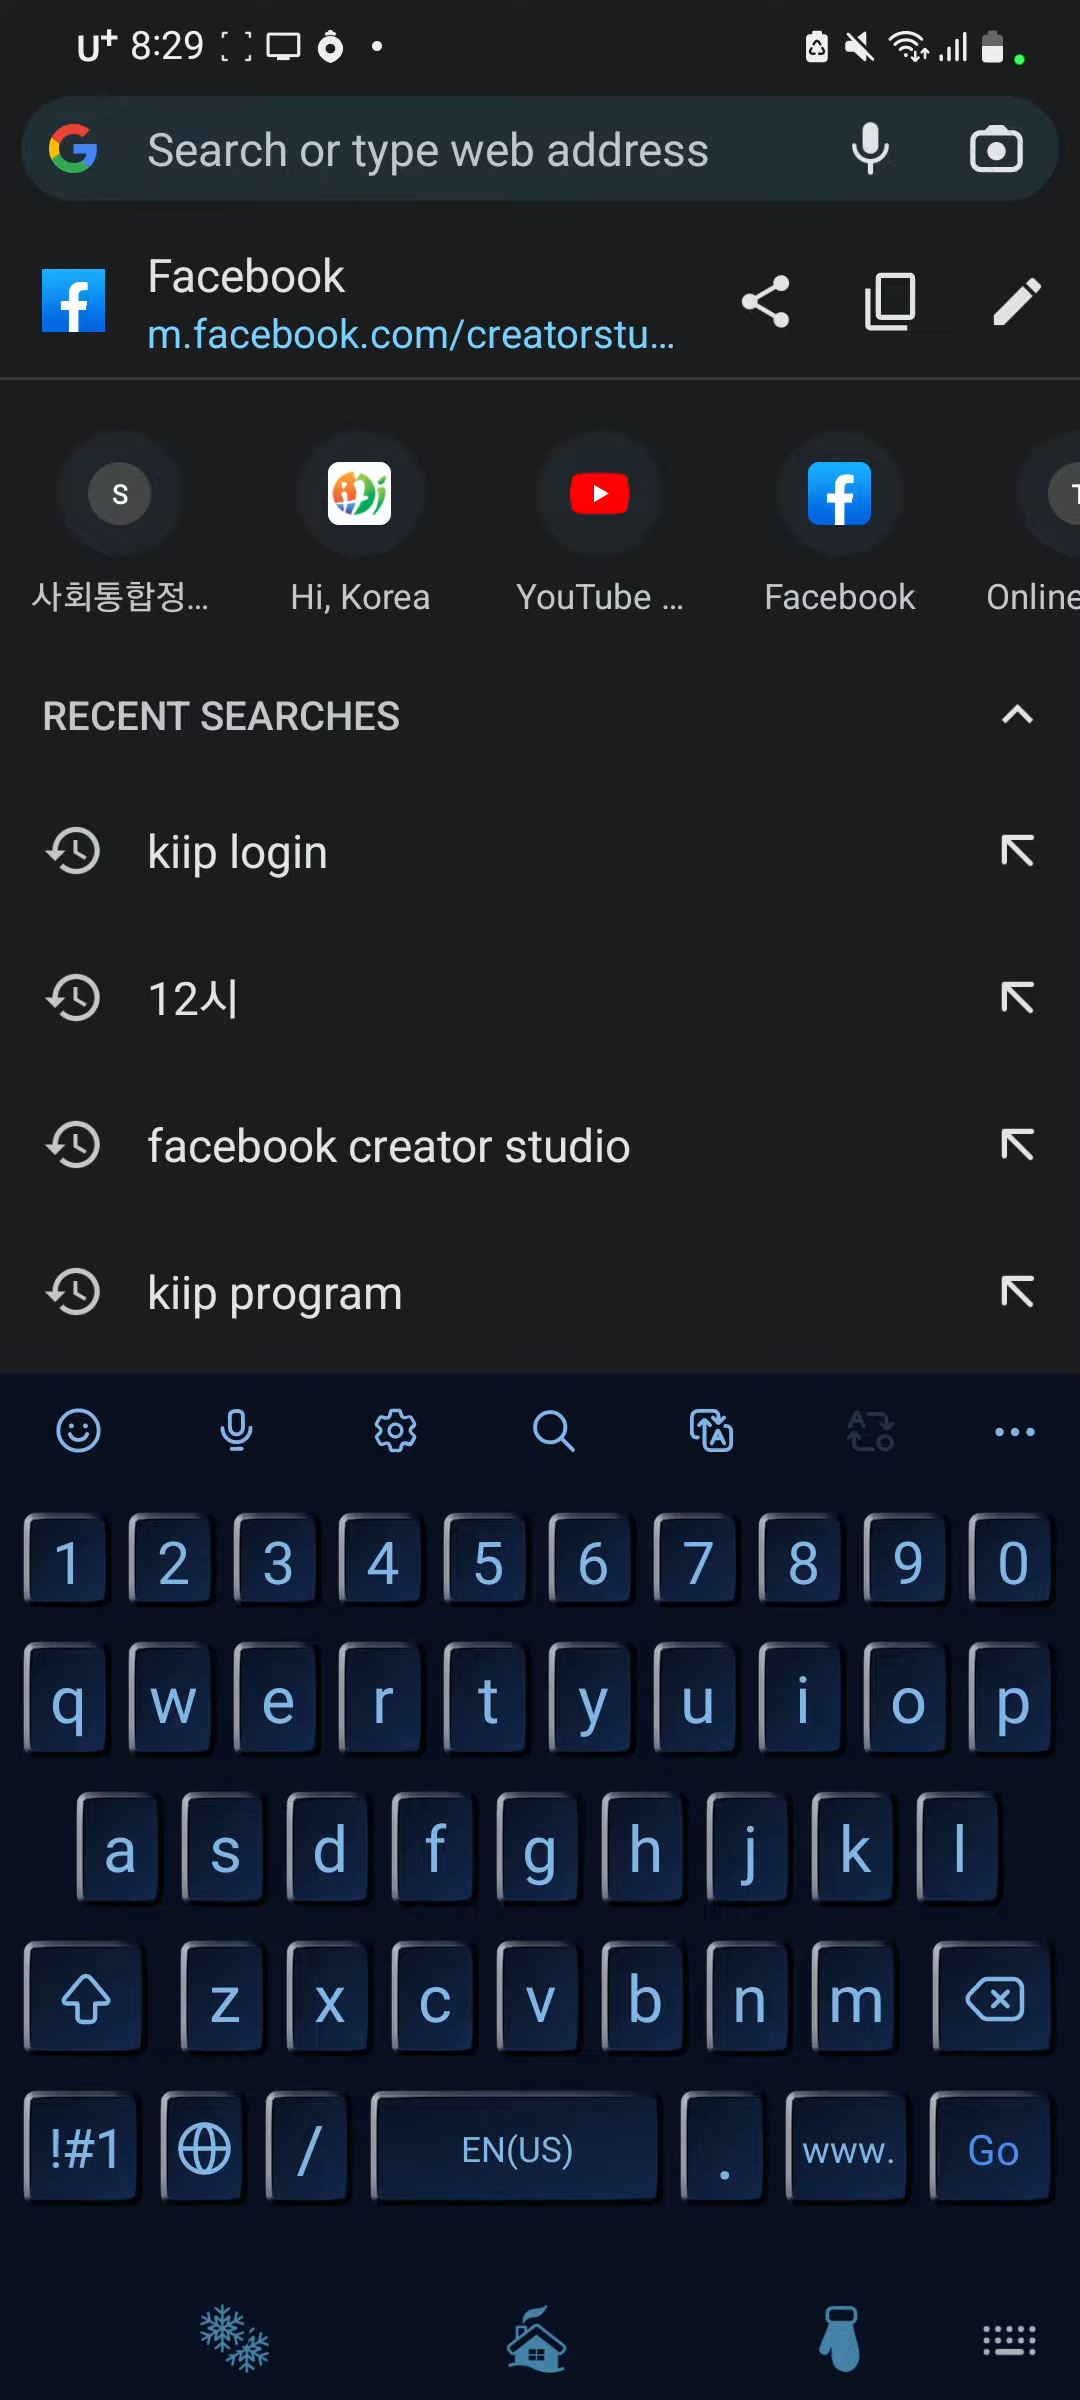 U+ 8:29
Search or type web address
Facebook
m.facebook.com/creatorstu...
S
사회통합정...
Hi, Korea
YouTube ...
Facebook
Online
RECENT SEARCHES
kiip login
12시
facebook creator studio
kiip program
1 2 3 4 5 6 7 8 9 0
q w e r t y u i o p
a s d f g h j k l
z x c v b n m
!#1 / EN(US) . www. Go